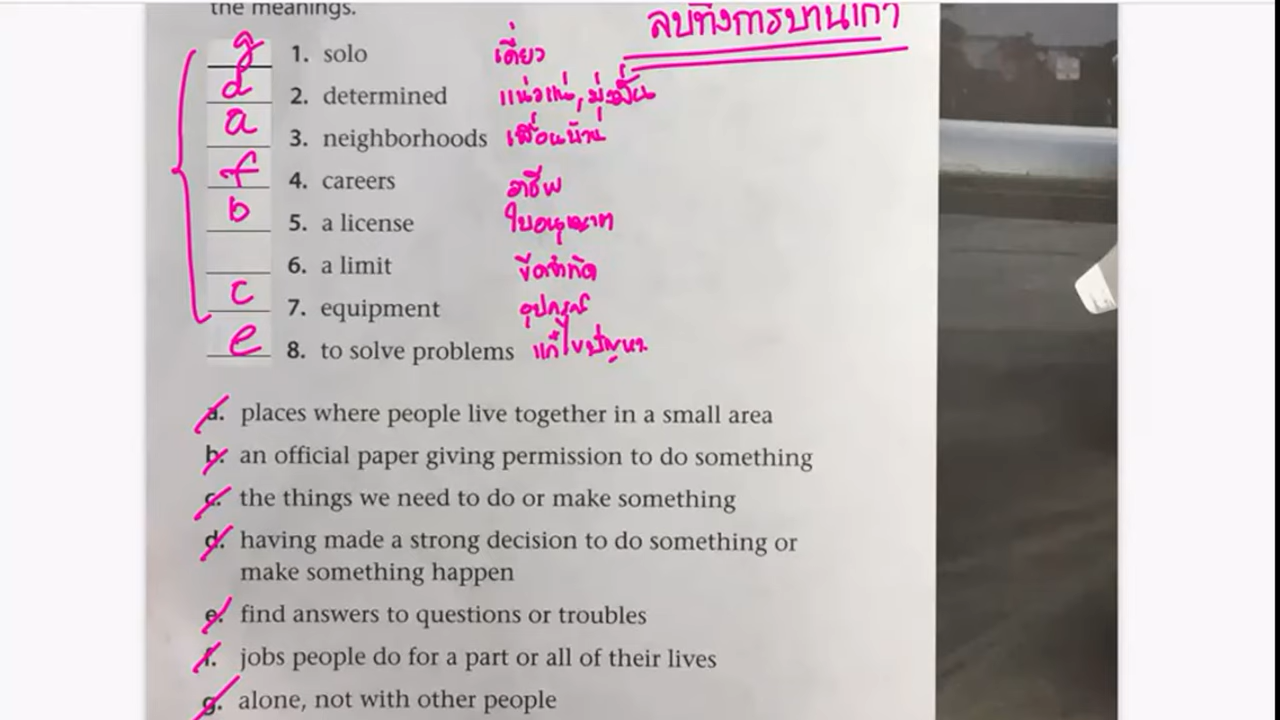 the meanings.
ลบทิ้งการบ้านเก่า
g 1. solo เดี่ยว
d 2. determined แน่วแน่, มุ่งมั่น
a 3. neighborhoods เพื่อนบ้าน
f 4. careers อาชีพ
b 5. a license ใบอนุญาต
6. a limit ขีดจำกัด
c 7. equipment อุปกรณ์
e 8. to solve problems แก้ไขปัญหา
a. places where people live together in a small area
b. an official paper giving permission to do something
c. the things we need to do or make something
d. having made a strong decision to do something or
make something happen
e. find answers to questions or troubles
f. jobs people do for a part or all of their lives
g. alone, not with other people